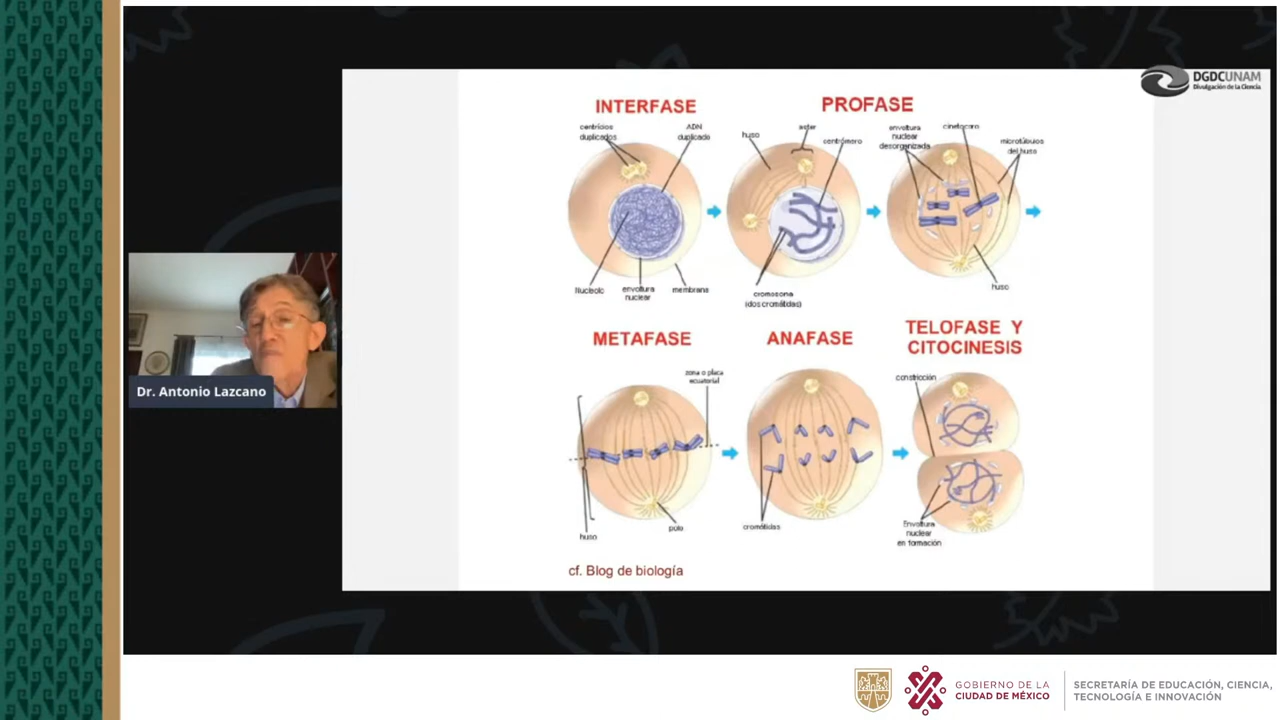 DGDCUNAM
Divulgación de la Ciencia
INTERFASE
PROFASE
centríolos
duplicados
ADN
duplicado
huso
aster
centrómero
envoltura
nuclear
desorganizada
cinetocoro
microtúbulos
del huso
Nucleolo
envoltura
nuclear
membrana
cromosoma
(dos cromátidas)
huso
METAFASE
ANAFASE
TELOFASE Y
CITOCINESIS
zona o placa
ecuatorial
constricción
huso
polo
cromátidas
Envoltura
nuclear
en formación
cf. Blog de biología
Dr. Antonio Lazcano
GOBIERNO DE LA
CIUDAD DE MÉXICO
SECRETARÍA DE EDUCACIÓN, CIENCIA,
TECNOLOGÍA E INNOVACIÓN